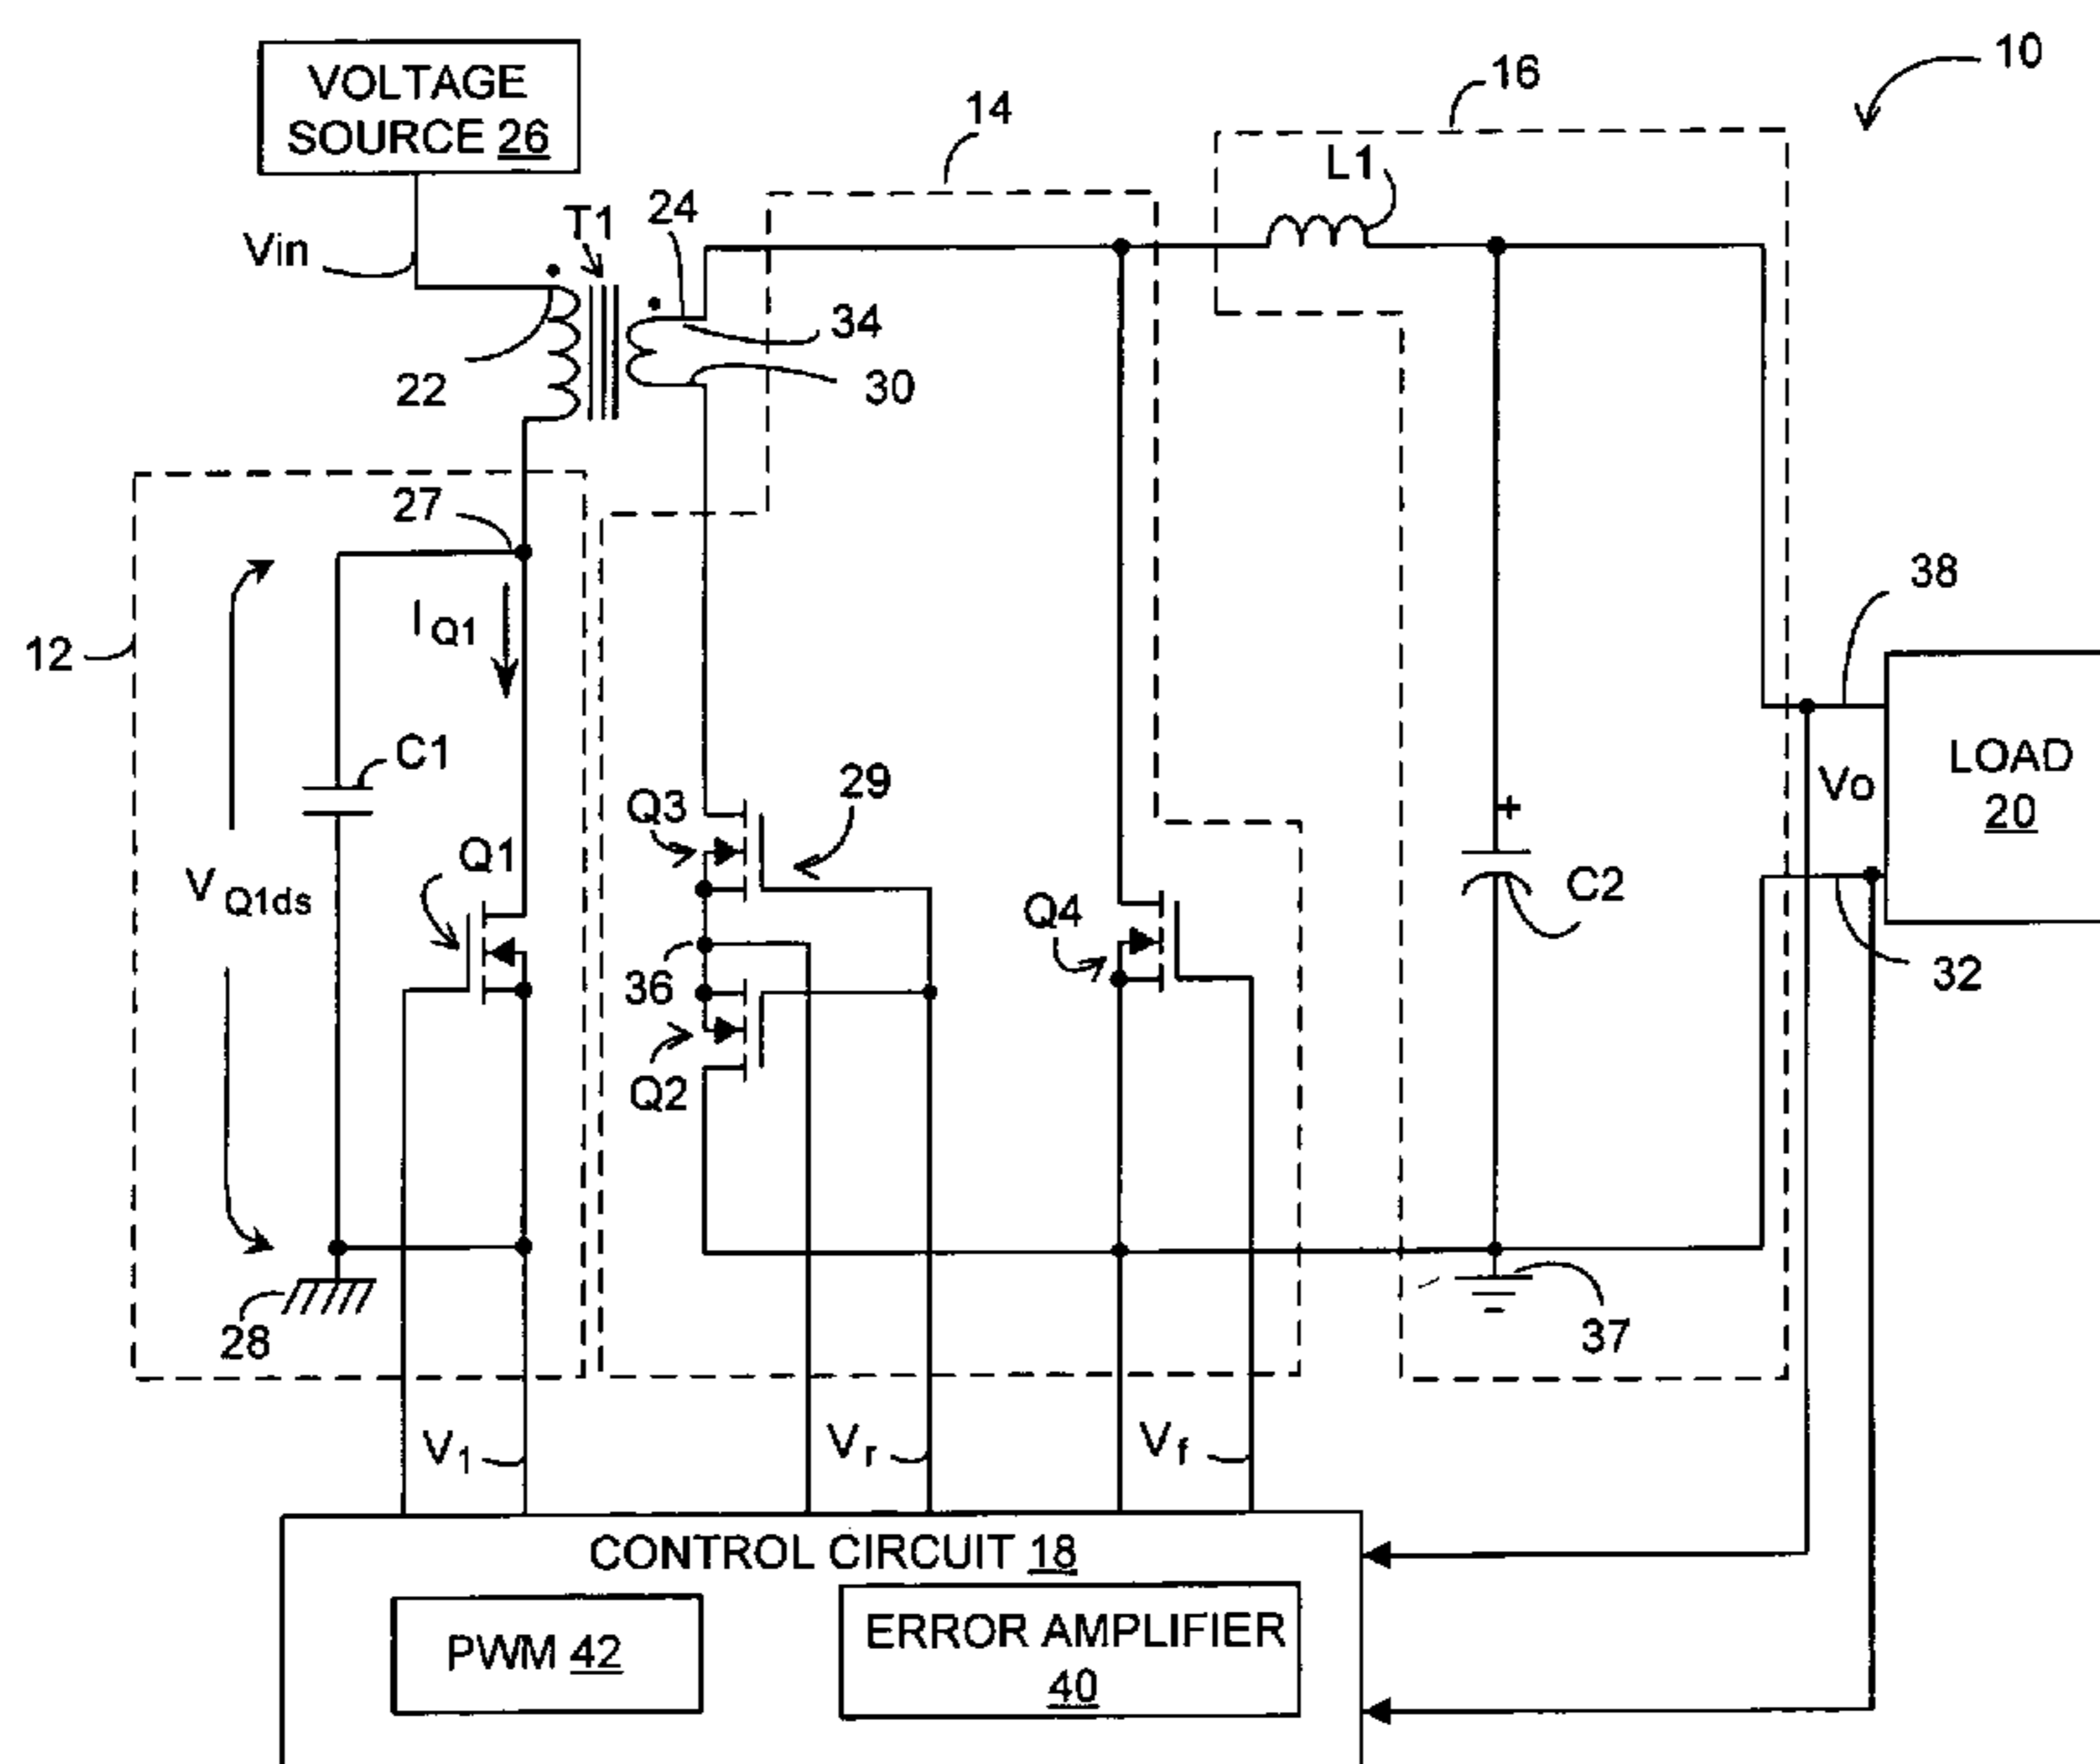 VOLTAGE
SOURCE 26
10
16
14
L1
T1
24
Vin
34
22
30
27
38
I Q1
12
C1
Q3
29
LOAD
20
Vo
Q1
V Q1ds
Q4
C2
36
32
Q2
28
37
V1
Vr
Vf
CONTROL CIRCUIT 18
PWM 42
ERROR AMPLIFIER
40
+